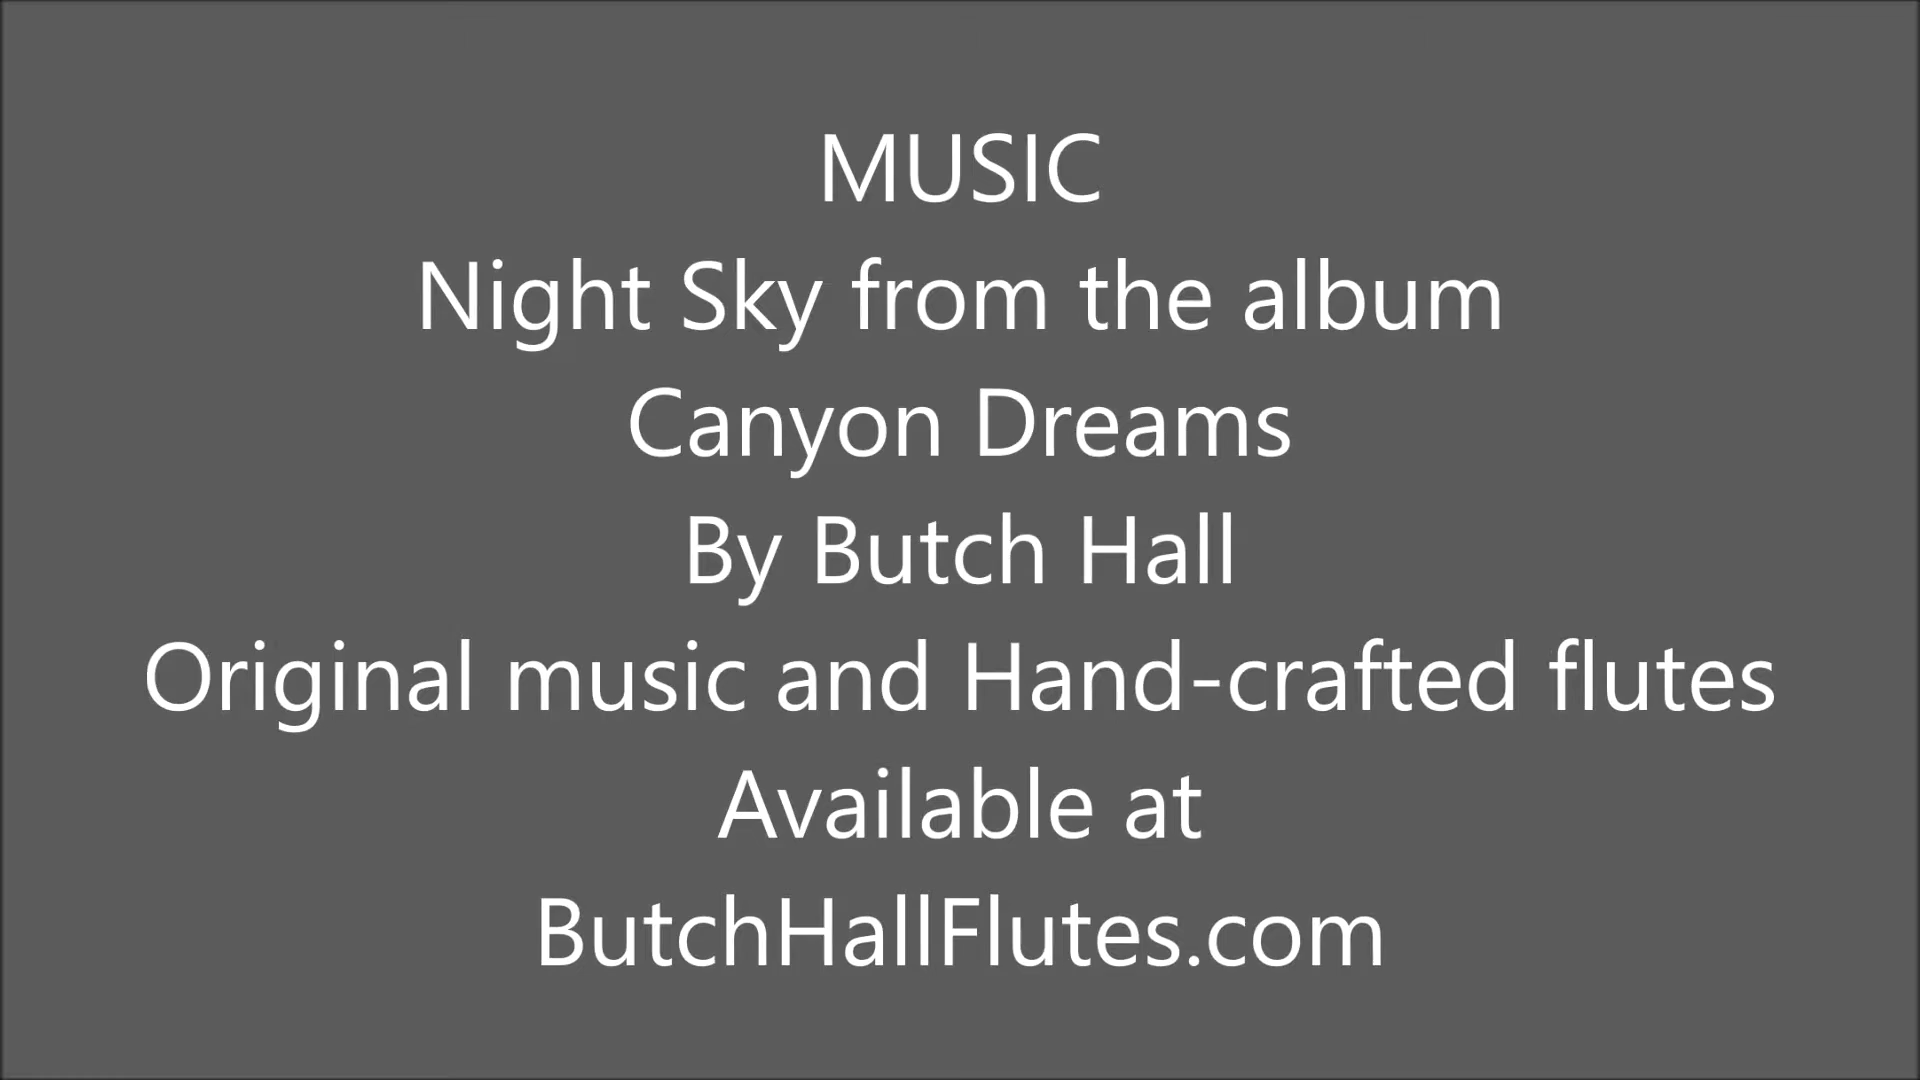 MUSIC
Night Sky from the album
Canyon Dreams
By Butch Hall
Original music and Hand-crafted flutes
Available at
ButchHallFlutes.com